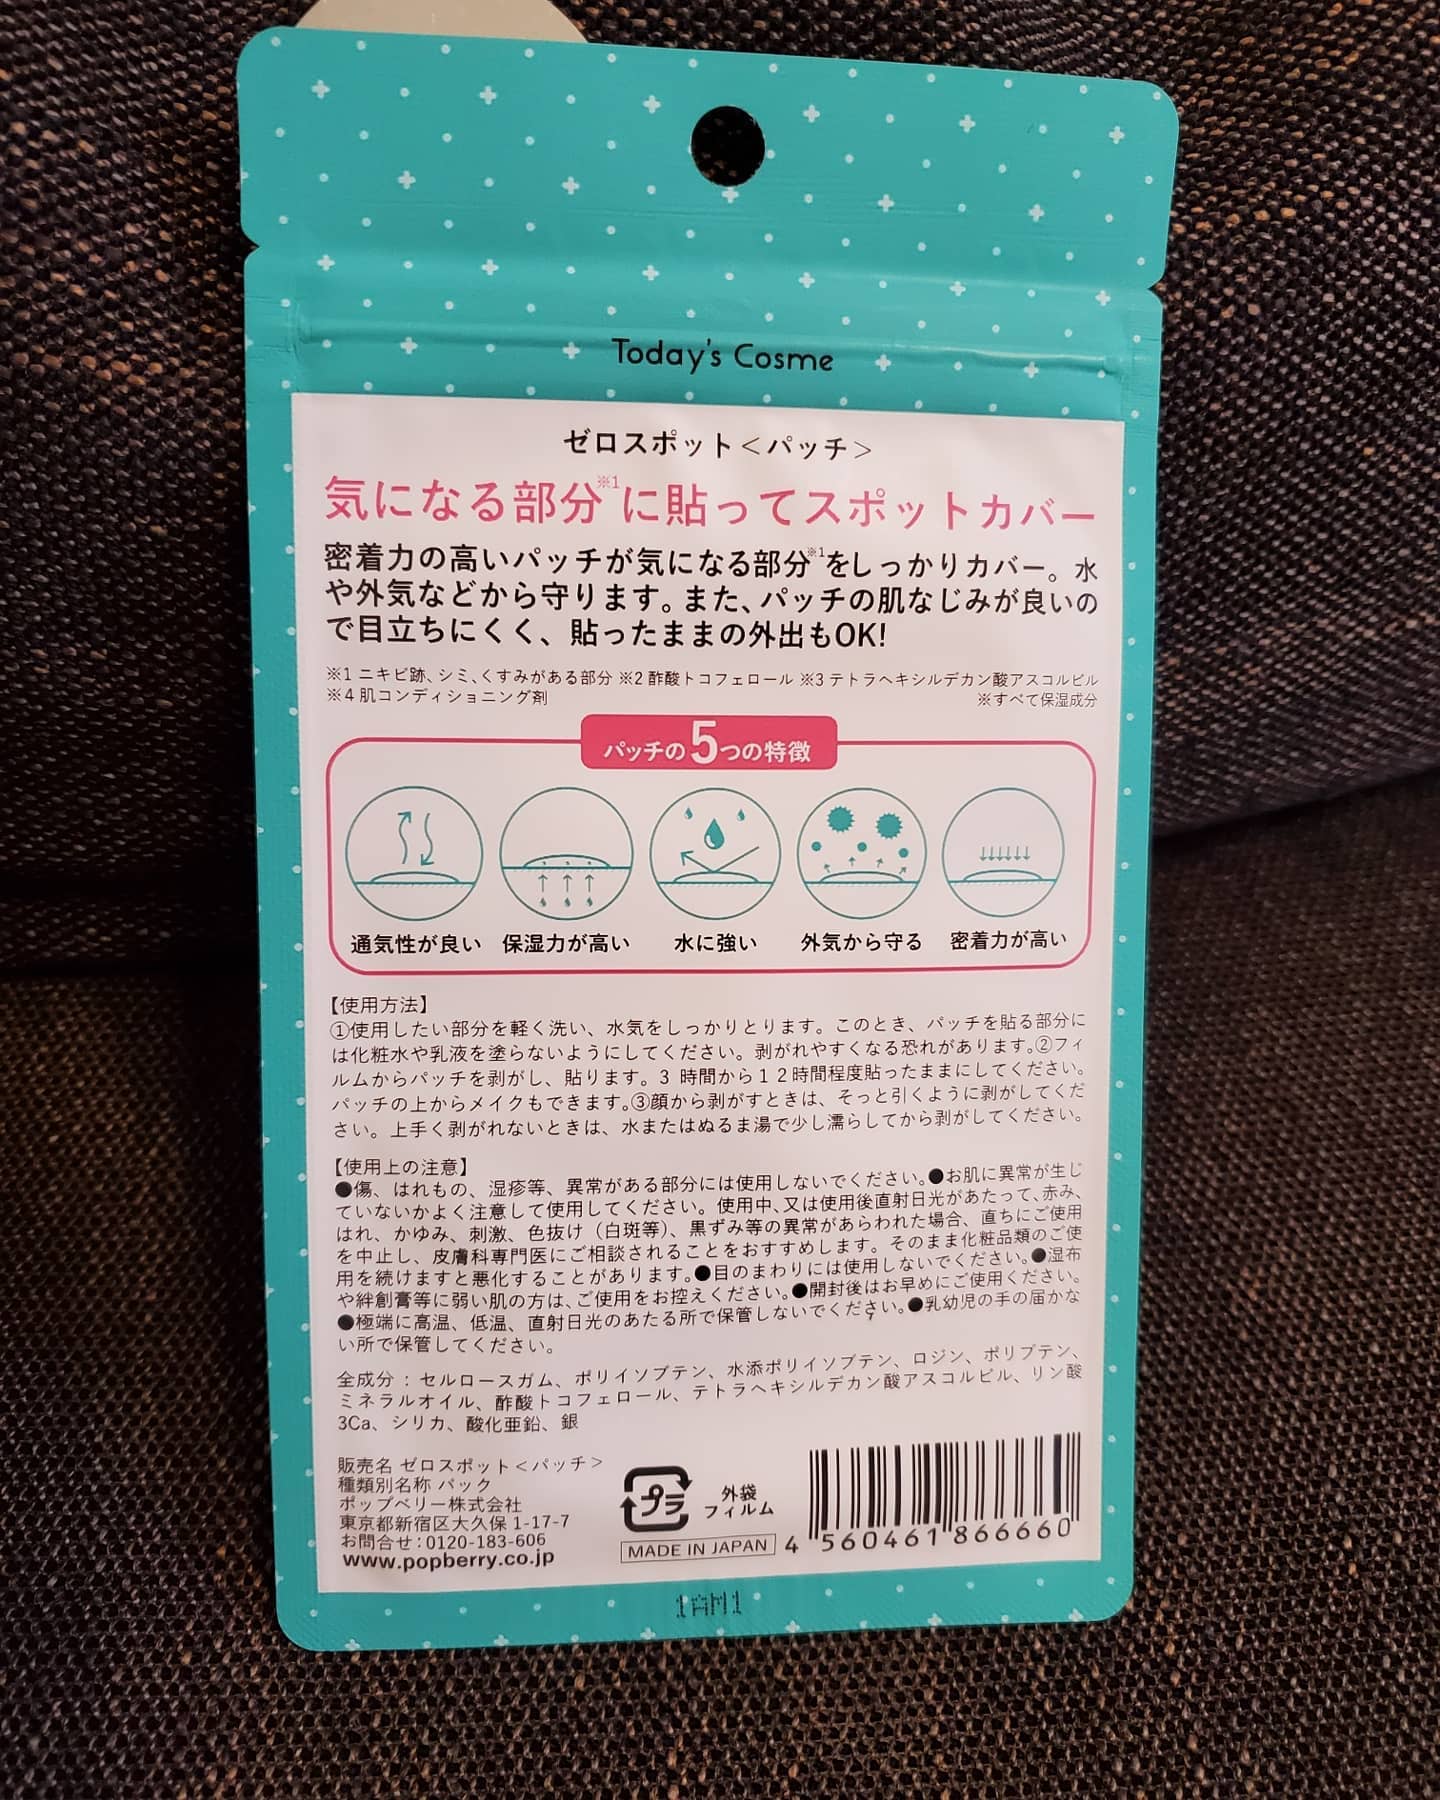 Today's Cosme
ゼロスポット＜パッチ＞
気になる部分※1に貼ってスポットカバー
密着力の高いパッチが気になる部分※1をしっかりカバー。水
や外気などから守ります。また、パッチの肌なじみが良いの
で目立ちにくく、貼ったままの外出もOK!
※1 ニキビ跡、シミ、くすみがある部分 ※2 酢酸トコフェロール ※3 テトラヘキシルデカン酸アスコルビル
※4 肌コンディショニング剤 ※すべて保湿成分
パッチの5つの特徴
通気性が良い 保湿力が高い 水に強い 外気から守る 密着力が高い
【使用方法】
①使用したい部分を軽く洗い、水気をしっかりとります。このとき、パッチを貼る部分に
は化粧水や乳液を塗らないようにしてください。剥がれやすくなる恐れがあります。②フィ
ルムからパッチを剥がし、貼ります。3 時間から12時間程度貼ったままにしてください。
パッチの上からメイクもできます。③顔から剥がすときは、そっと引くように剥がしてくだ
さい。上手く剥がれないときは、水またはぬるま湯で少し濡らしてから剥がしてください。
【使用上の注意】
●傷、はれもの、湿疹等、異常がある部分には使用しないでください。●お肌に異常が生じ
ていないかよく注意して使用してください。使用中、又は使用後直射日光があたって、赤み、
はれ、かゆみ、刺激、色抜け（白斑等）、黒ずみ等の異常があらわれた場合、直ちにご使用
を中止し、皮膚科専門医にご相談されることをおすすめします。そのまま化粧品類のご使
用を続けますと悪化することがあります。●目のまわりには使用しないでください。●湿布
や絆創膏等に弱い肌の方は、ご使用をお控えください。●開封後はお早めにご使用ください。
●極端に高温、低温、直射日光のあたる所で保管しないでください。●乳幼児の手の届かな
い所で保管してください。
全成分：セルロースガム、ポリイソブテン、水添ポリイソブテン、ロジン、ポリブテン、
ミネラルオイル、酢酸トコフェロール、テトラヘキシルデカン酸アスコルビル、リン酸
3Ca、シリカ、酸化亜鉛、銀
販売名 ゼロスポット＜パッチ＞
種類別名称 パック
ポップベリー株式会社
東京都新宿区大久保 1-17-7
お問合せ：0120-183-606
www.popberry.co.jp
プラ
外袋
フィルム
MADE IN JAPAN
4 560461 866660
1AM1